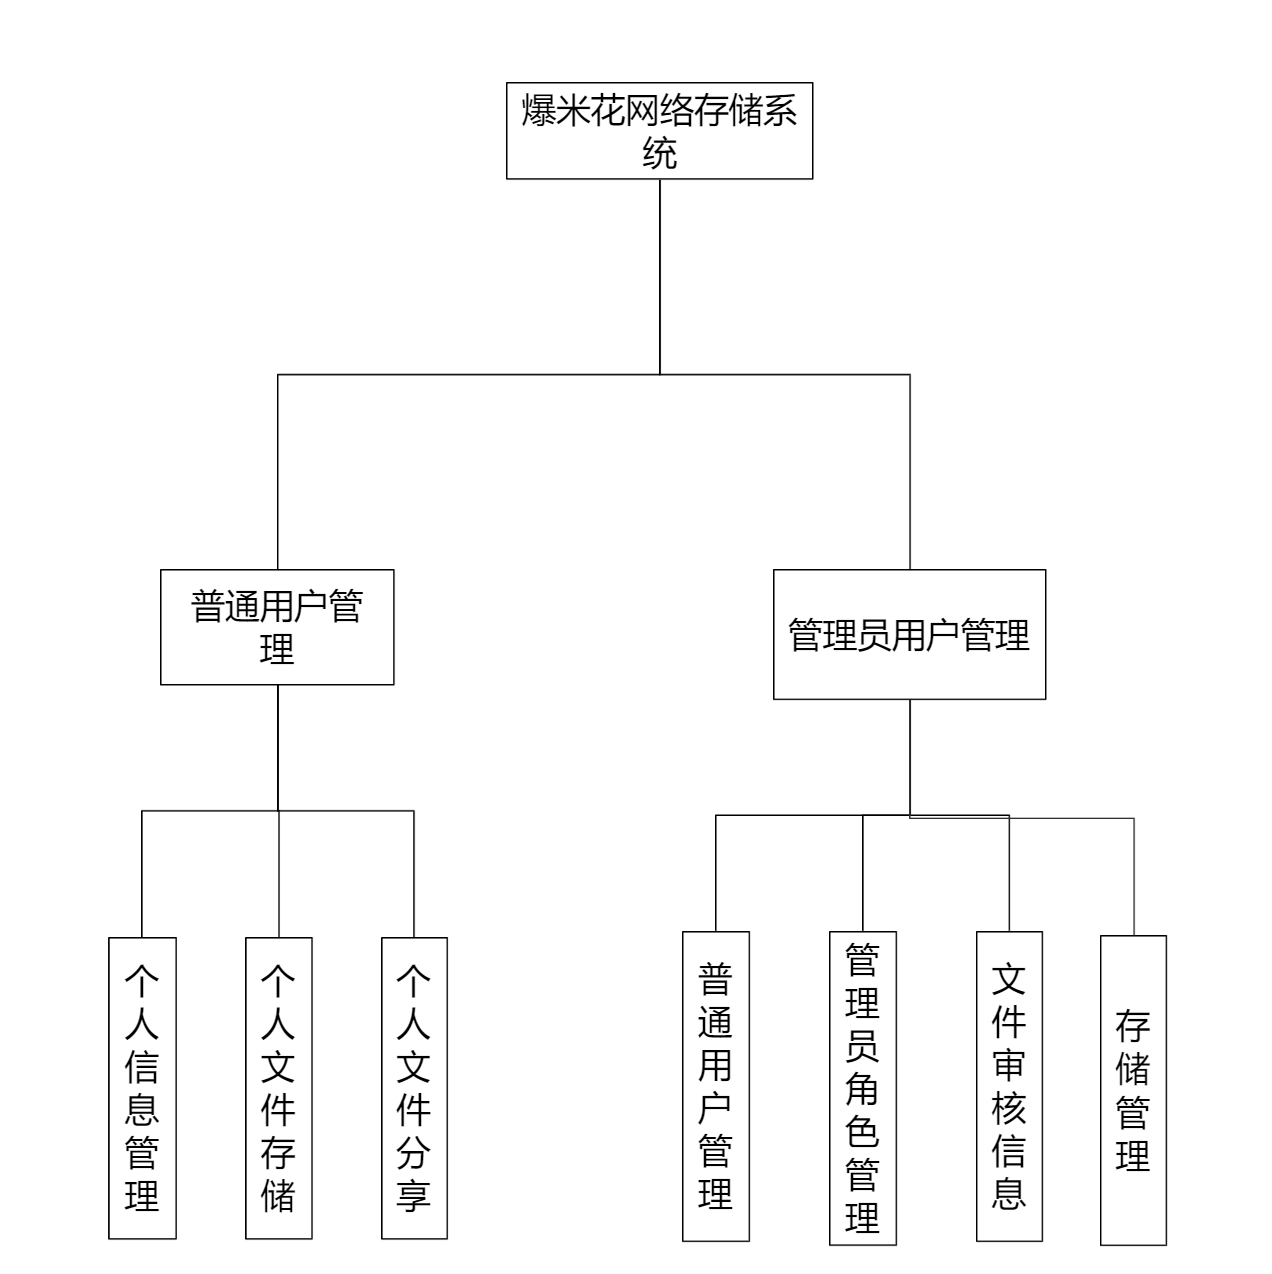 爆米花网络存储系
统
普通用户管
理
管理员用户管理
个人信息管理
个人文件存储
个人文件分享
普通用户管理
管理员角色管理
文件审核信息
存储管理